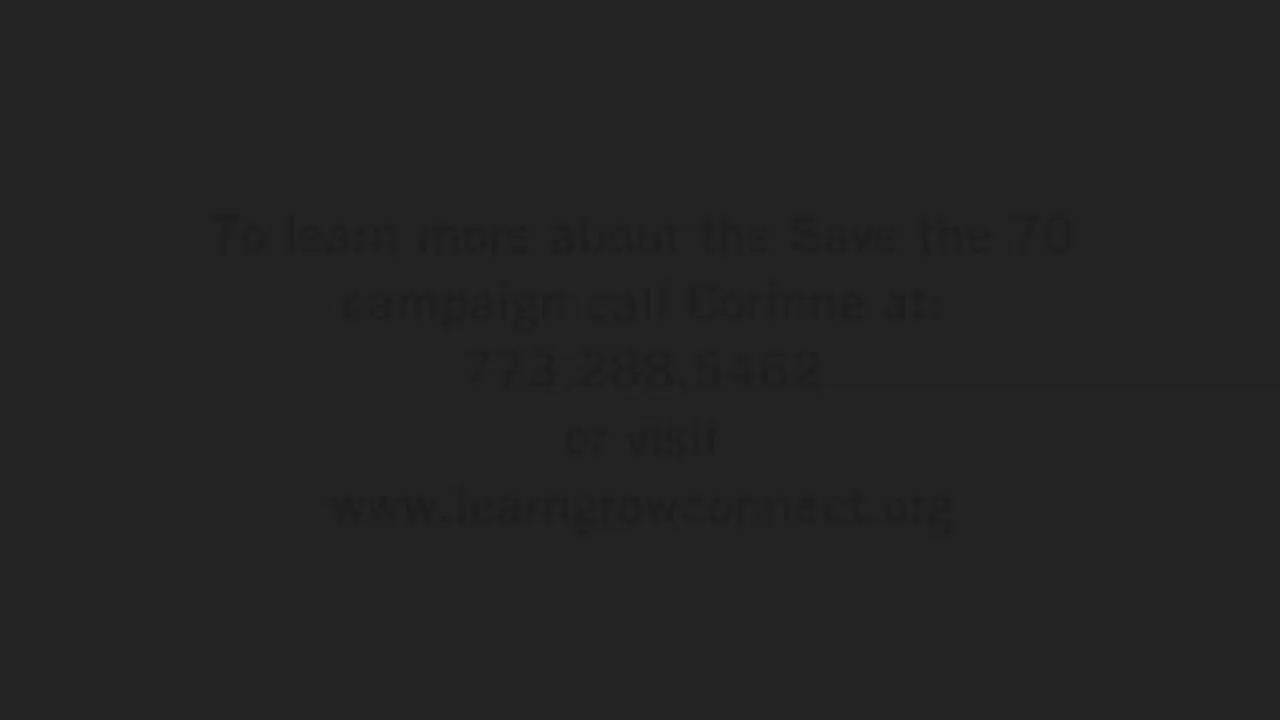 To learn more about the Save the 70
campaign call Corinne at:
773.288.5462
or visit
www.learngrowconnect.org